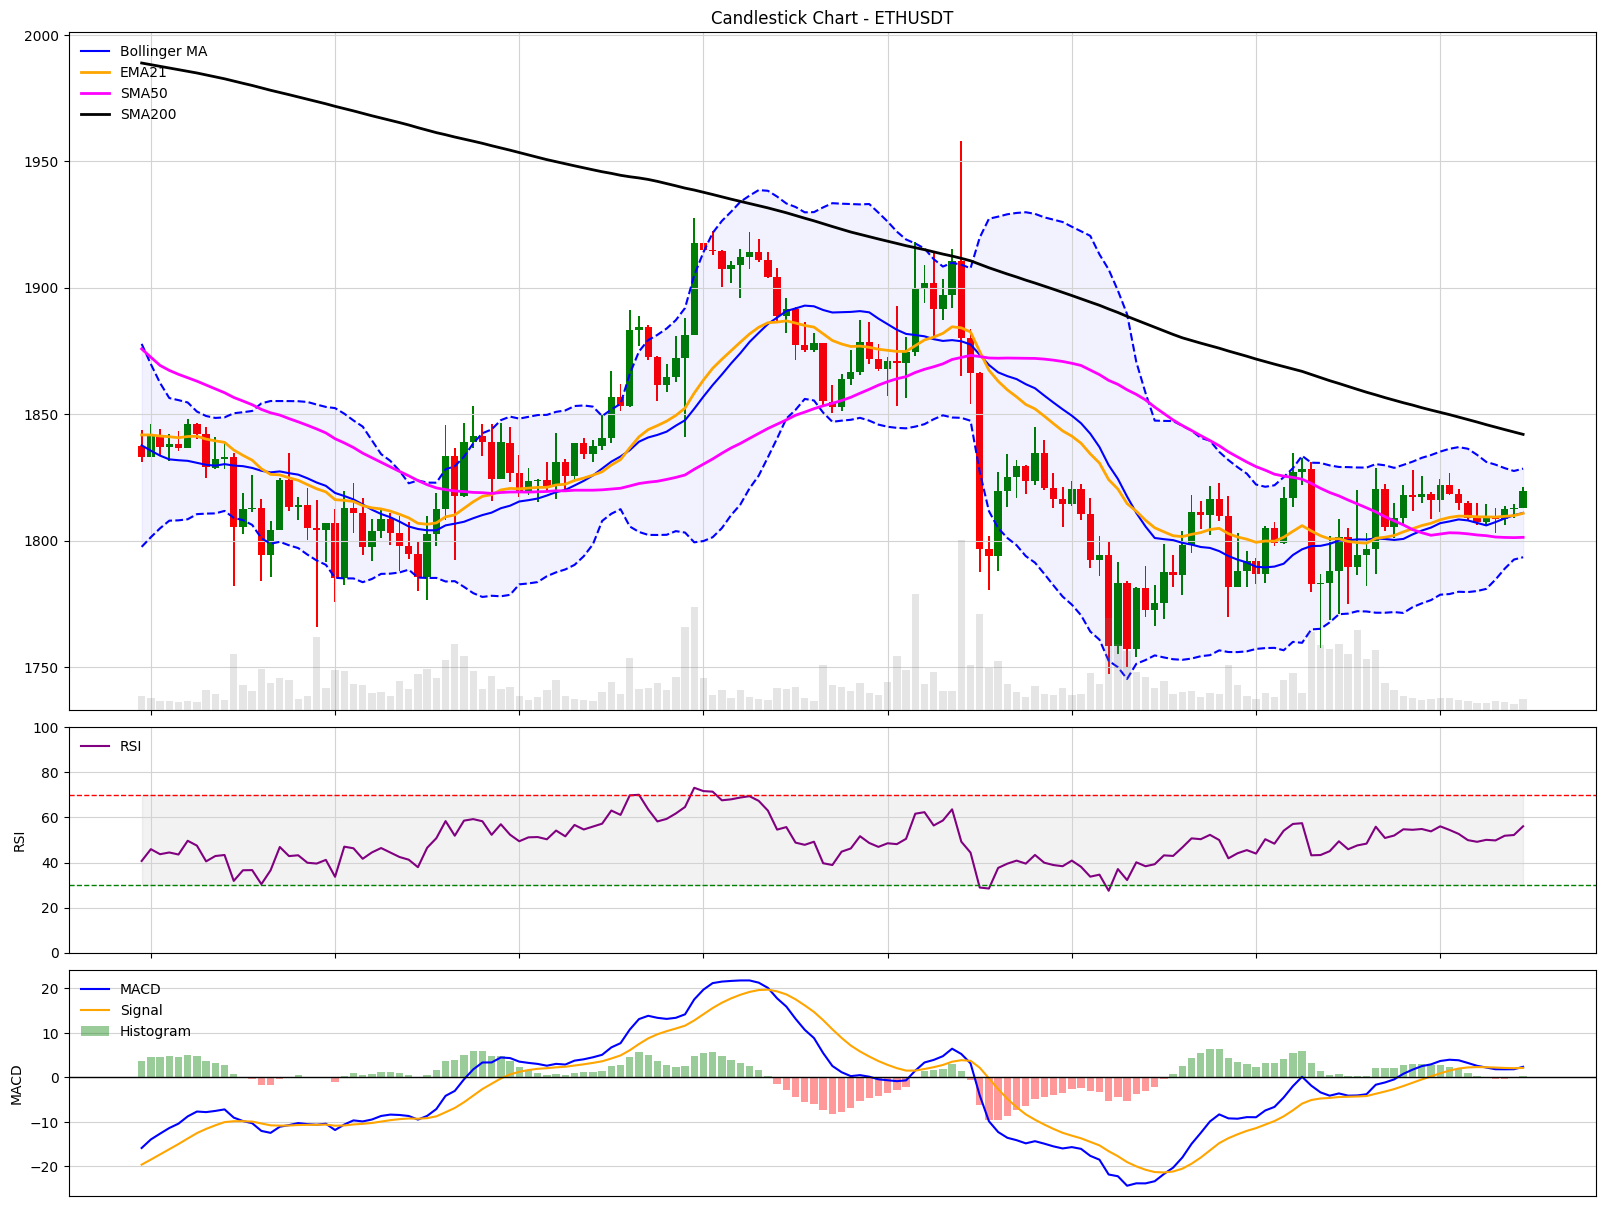 Candlestick Chart - ETHUSDT
2000
1950
1900
1850
1800
1750
Bollinger MA
EMA21
SMA50
SMA200
RSI
100
80
60
40
20
0
RSI
MACD
20
10
0
−10
−20
MACD
Signal
Histogram